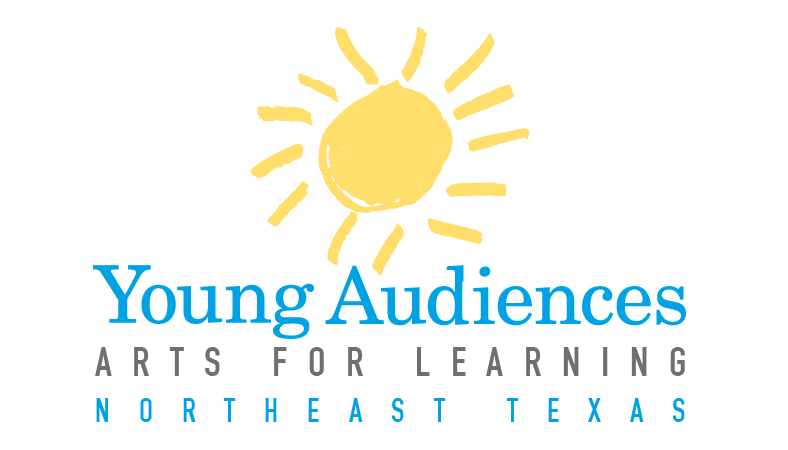 Young Audiences
ARTS FOR LEARNING
NORTHEAST TEXAS